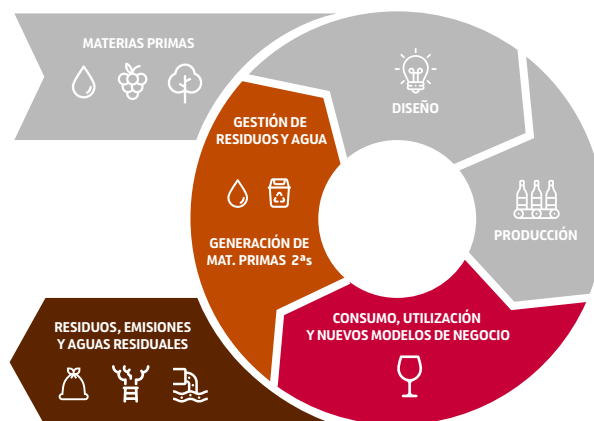 MATERIAS PRIMAS
DISEÑO
GESTIÓN DE
RESIDUOS Y AGUA
PRODUCCIÓN
GENERACIÓN DE
MAT. PRIMAS 2ªs
CONSUMO, UTILIZACIÓN
Y NUEVOS MODELOS DE NEGOCIO
RESIDUOS, EMISIONES
Y AGUAS RESIDUALES